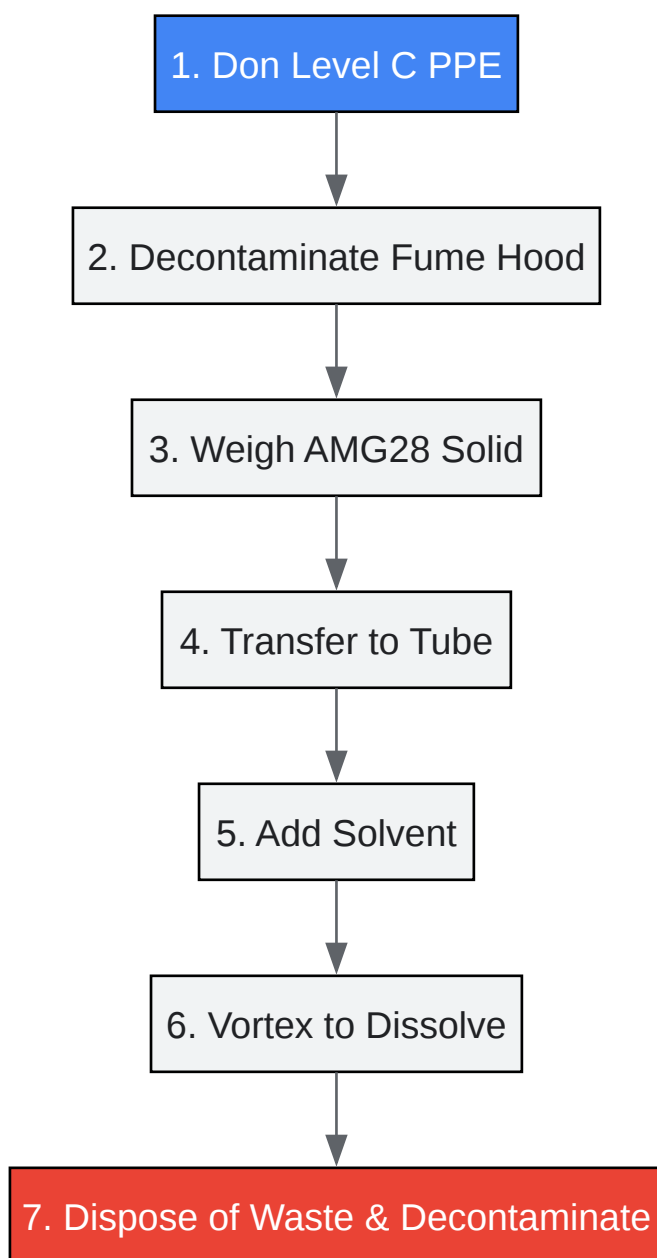 1. Don Level C PPE
2. Decontaminate Fume Hood
3. Weigh AMG28 Solid
4. Transfer to Tube
5. Add Solvent
6. Vortex to Dissolve
7. Dispose of Waste & Decontaminate